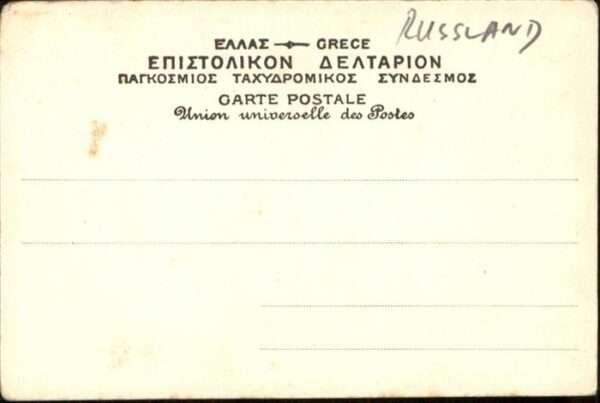 RUSSLAND
ΕΛΛΑΣ GRECE
ΕΠΙΣΤΟΛΙΚΟΝ ΔΕΛΤΑΡΙΟΝ
ΠΑΓΚΟΣΜΙΟΣ ΤΑΧΥΔΡΟΜΙΚΟΣ ΣΥΝΔΕΣΜΟΣ
CARTE POSTALE
Union universelle des Postes